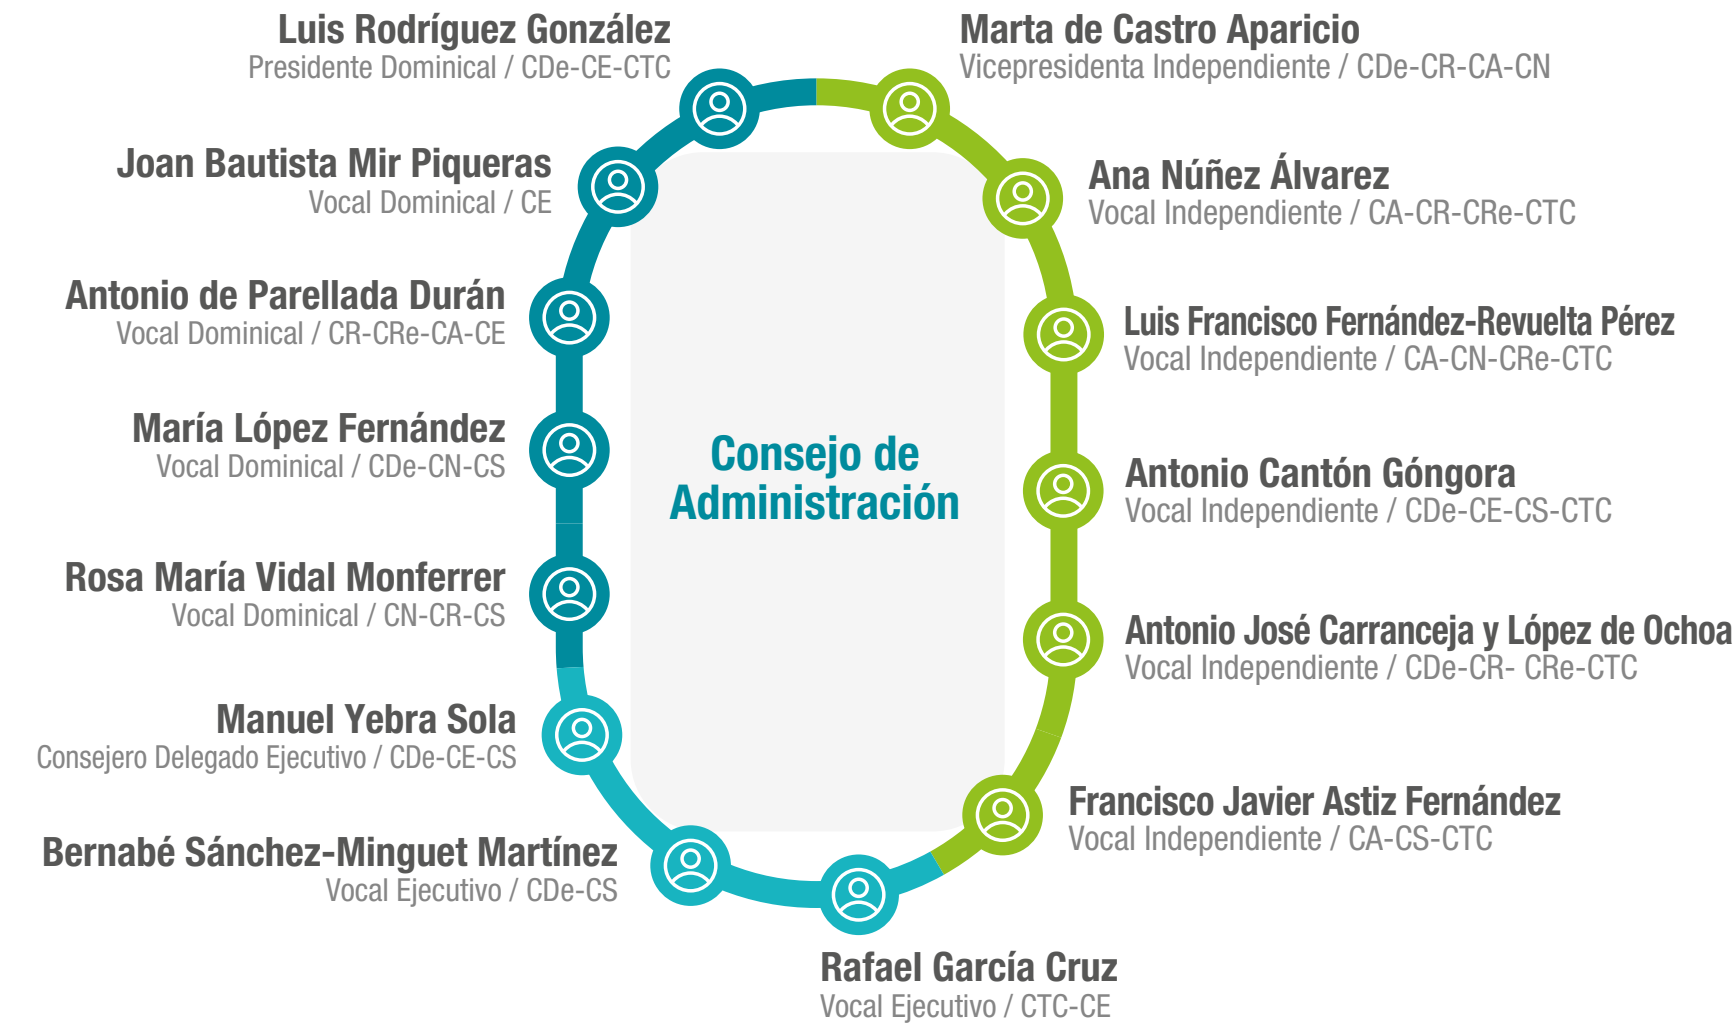 Luis Rodríguez González
Presidente Dominical / CDe-CE-CTC
Marta de Castro Aparicio
Vicepresidenta Independiente / CDe-CR-CA-CN
Joan Bautista Mir Piqueras
Vocal Dominical / CE
Ana Núñez Álvarez
Vocal Independiente / CA-CR-CRe-CTC
Antonio de Parellada Durán
Vocal Dominical / CR-CRe-CA-CE
Luis Francisco Fernández-Revuelta Pérez
Vocal Independiente / CA-CN-CRe-CTC
María López Fernández
Vocal Dominical / CDe-CN-CS
Consejo de
Administración
Antonio Cantón Góngora
Vocal Independiente / CDe-CE-CS-CTC
Rosa María Vidal Monferrer
Vocal Dominical / CN-CR-CS
Antonio José Carranceja y López de Ochoa
Vocal Independiente / CDe-CR- CRe-CTC
Manuel Yebra Sola
Consejero Delegado Ejecutivo / CDe-CE-CS
Francisco Javier Astiz Fernández
Vocal Independiente / CA-CS-CTC
Bernabé Sánchez-Minguet Martínez
Vocal Ejecutivo / CDe-CS
Rafael García Cruz
Vocal Ejecutivo / CTC-CE